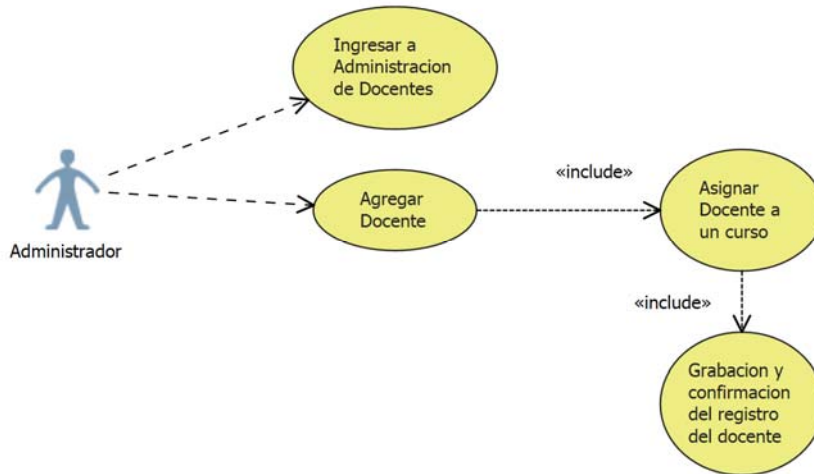 Ingresar a
Administracion
de Docentes
Administrador
Agregar
Docente
«include»
Asignar
Docente a
un curso
«include»
Grabacion y
confirmacion
del registro
del docente